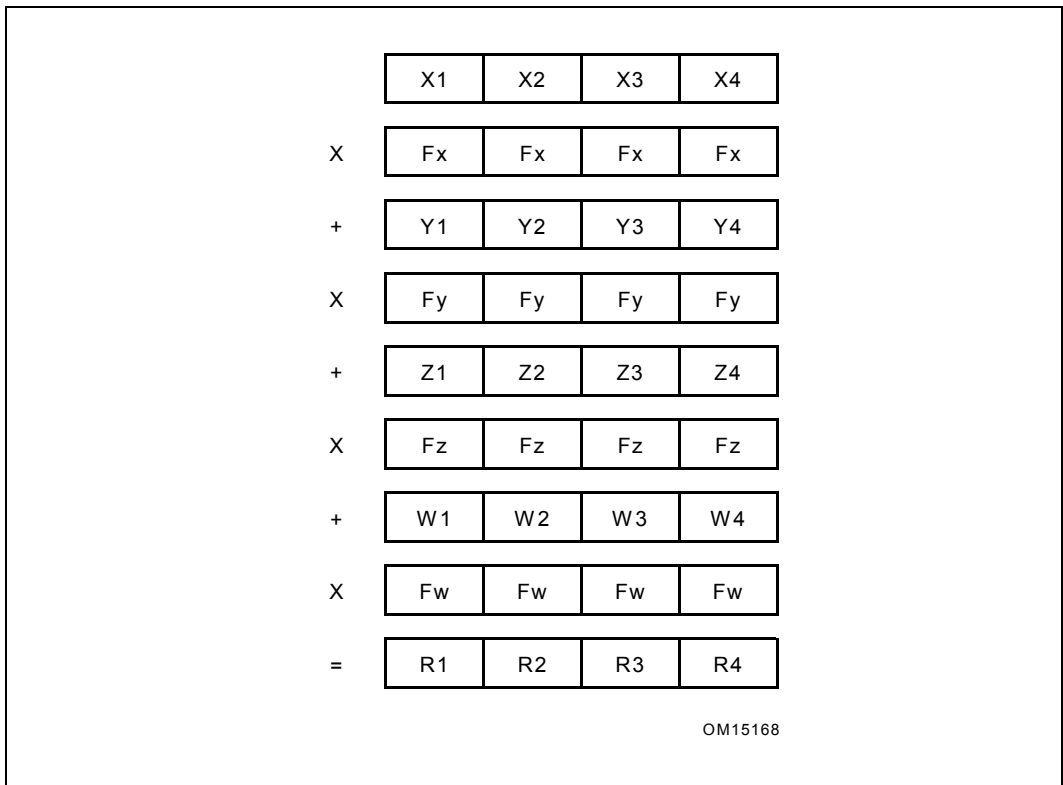 X1 X2 X3 X4
X Fx Fx Fx Fx
+ Y1 Y2 Y3 Y4
X Fy Fy Fy Fy
+ Z1 Z2 Z3 Z4
X Fz Fz Fz Fz
+ W1 W2 W3 W4
X Fw Fw Fw Fw
= R1 R2 R3 R4
OM15168